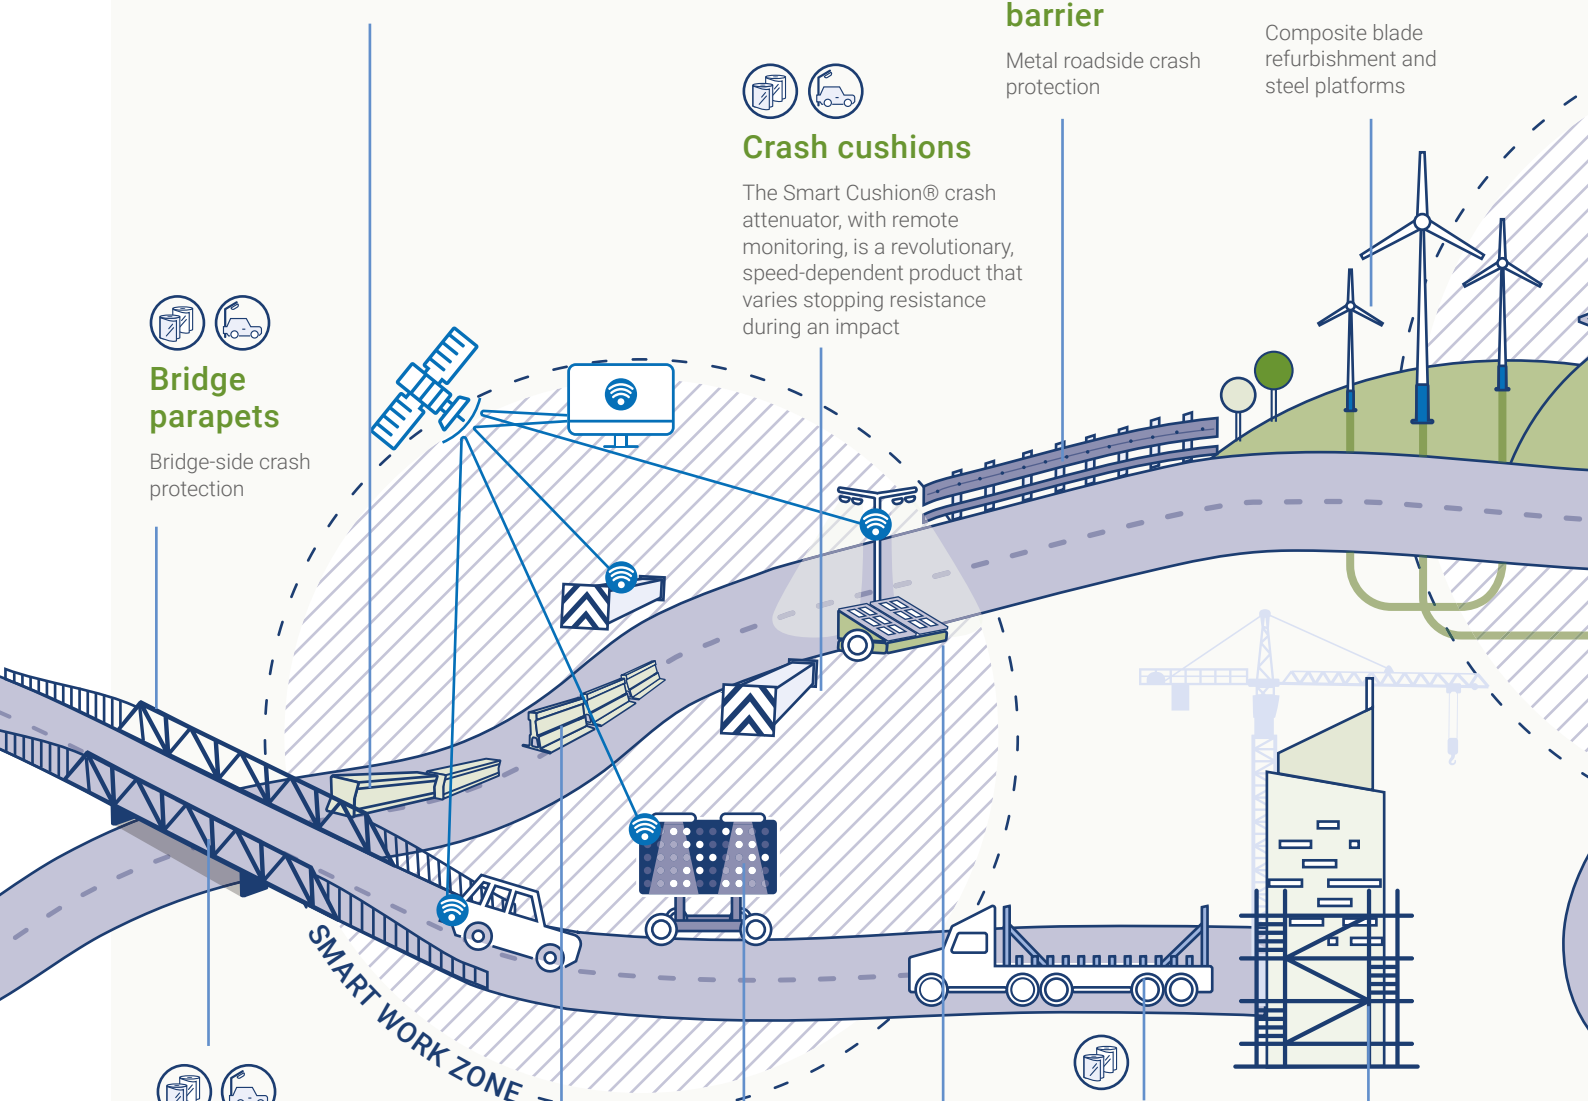 barrier
Metal roadside crash
protection
Composite blade
refurbishment and
steel platforms
Crash cushions
The Smart Cushion® crash
attenuator, with remote
monitoring, is a revolutionary,
speed-dependent product that
varies stopping resistance
during an impact
Bridge
parapets
Bridge-side crash
protection
SMART WORK ZONE